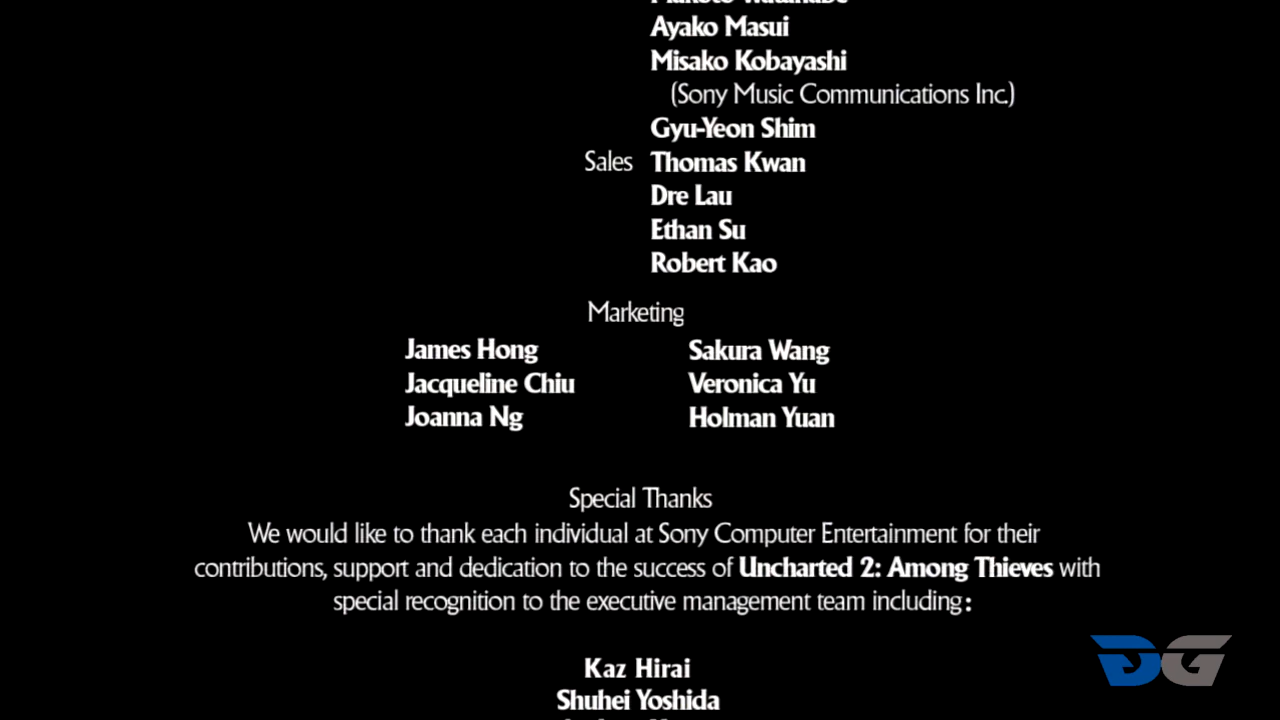 Ayako Masui
Misako Kobayashi
(Sony Music Communications Inc.)
Gyu-Yeon Shim
Sales Thomas Kwan
Dre Lau
Ethan Su
Robert Kao
Marketing
James Hong Sakura Wang
Jacqueline Chiu Veronica Yu
Joanna Ng Holman Yuan
Special Thanks
We would like to thank each individual at Sony Computer Entertainment for their
contributions, support and dedication to the success of Uncharted 2: Among Thieves with
special recognition to the executive management team including:
Kaz Hirai
Shuhei Yoshida